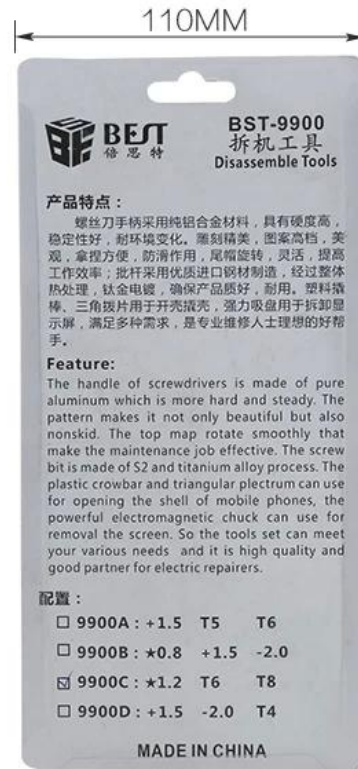 110MM
BEST
倍思特
BST-9900
拆机工具
Disassemble Tools
产品特点：
螺丝刀手柄采用纯铝合金材料，具有硬度高，
稳定性好，耐环境变化。雕刻精美，图案高档，美
观，拿捏方便，防滑作用，尾帽旋转，灵活，提高
工作效率；批杆采用优质进口钢材制造，经过整体
热处理，钛金电镀，确保产品质好，耐用。塑料撬
棒、三角拨片用于开壳撬壳，强力吸盘用于拆卸显
示屏，满足多种需求，是专业维修人士理想的好帮
手。
Feature:
The handle of screwdrivers is made of pure
aluminum which is more hard and steady. The
pattern makes it not only beautiful but also
nonskid. The top map rotate smoothly that
make the maintenance job effective. The screw
bit is made of S2 and titanium alloy process. The
plastic crowbar and triangular plectrum can use
for opening the shell of mobile phones, the
powerful electromagnetic chuck can use for
removal the screen. So the tools set can meet
your various needs and it is high quality and
good partner for electric repairers.
配置：
☐ 9900A : +1.5 T5 T6
☐ 9900B : ★0.8 +1.5 -2.0
☑ 9900C : ★1.2 T6 T8
☐ 9900D : +1.5 -2.0 T4
MADE IN CHINA